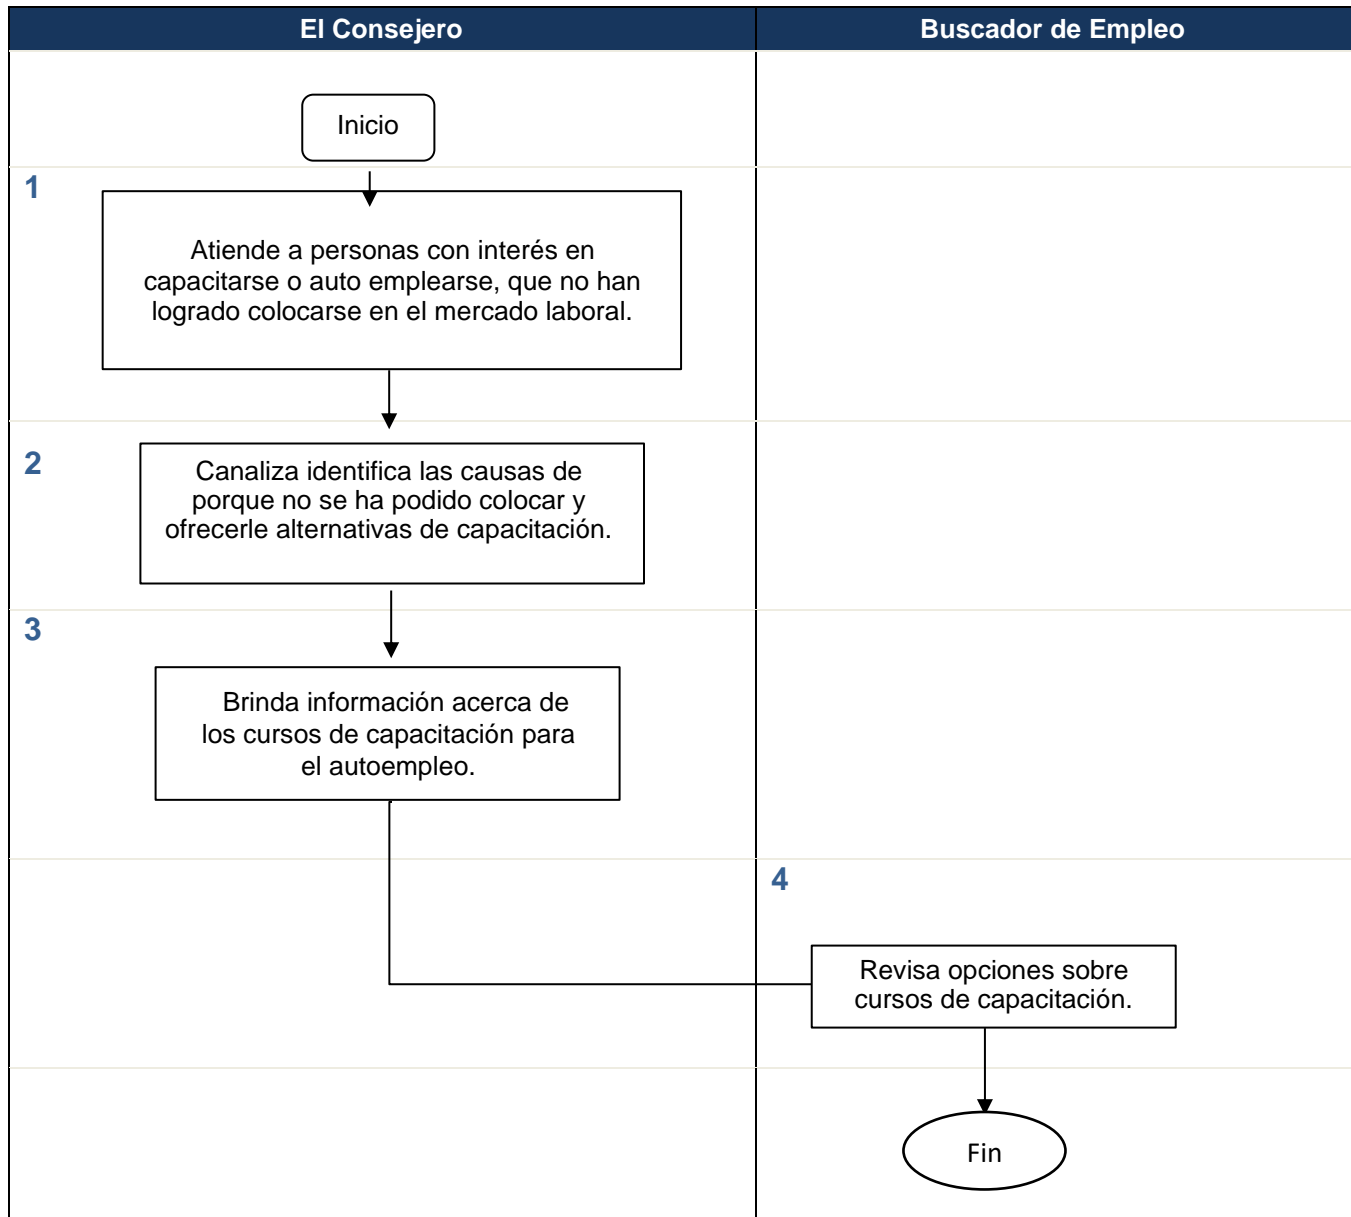 El Consejero
Buscador de Empleo
Inicio
1
Atiende a personas con interés en
capacitarse o auto emplearse, que no han
logrado colocarse en el mercado laboral.
2
Canaliza identifica las causas de
porque no se ha podido colocar y
ofrecerle alternativas de capacitación.
3
Brinda información acerca de
los cursos de capacitación para
el autoempleo.
4
Revisa opciones sobre
cursos de capacitación.
Fin